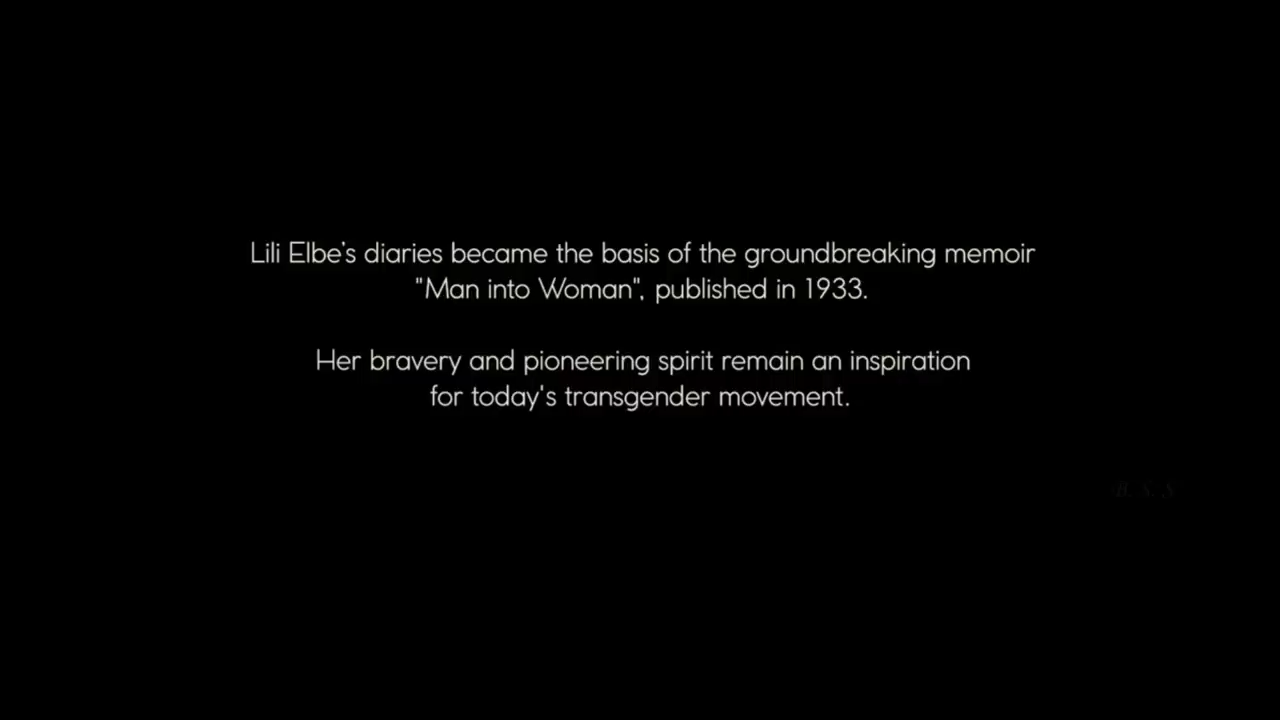 Lili Elbe's diaries became the basis of the groundbreaking memoir
"Man into Woman", published in 1933.
Her bravery and pioneering spirit remain an inspiration
for today's transgender movement.